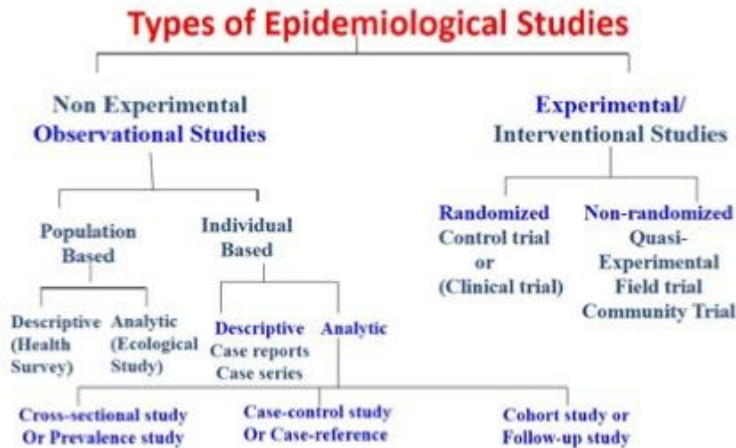 Types of Epidemiological Studies
Non Experimental
Observational Studies
Experimental/
Interventional Studies
Population
Based
Individual
Based
Randomized
Control trial
or
(Clinical trial)
Non-randomized
Quasi-
Experimental
Field trial
Community Trial
Descriptive
(Health
Survey)
Analytic
(Ecological
Study)
Descriptive
Case reports
Case series
Analytic
Cross-sectional study
Or Prevalence study
Case-control study
Or Case-reference
Cohort study or
Follow-up study